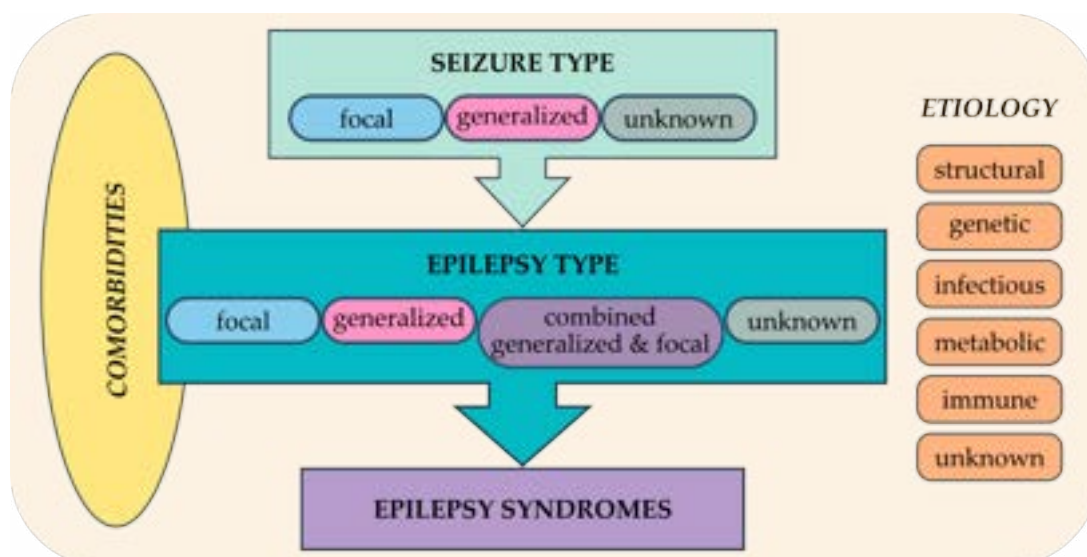 SEIZURE TYPE
focal
generalized
unknown
COMORBIDITIES
EPILEPSY TYPE
focal
generalized
combined
generalized & focal
unknown
EPILEPSY SYNDROMES
ETIOLOGY
structural
genetic
infectious
metabolic
immune
unknown